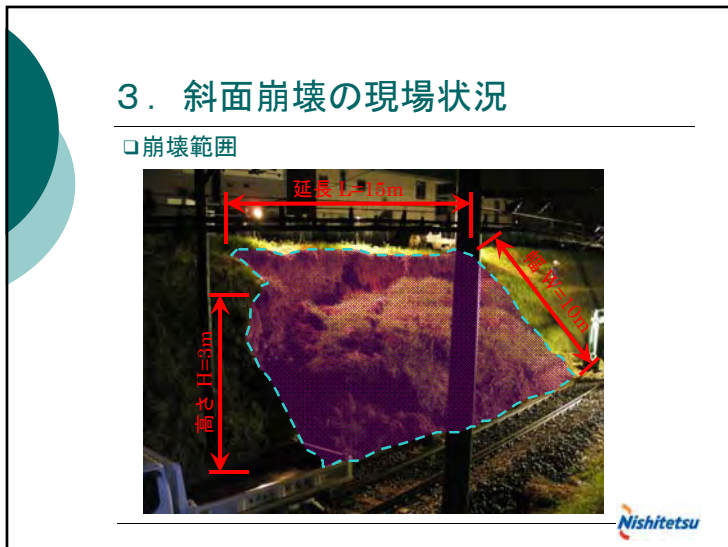 ３．斜面崩壊の現場状況
□崩壊範囲
延長 L=15m
幅 W=10m
高さ H=3m
Nishitetsu